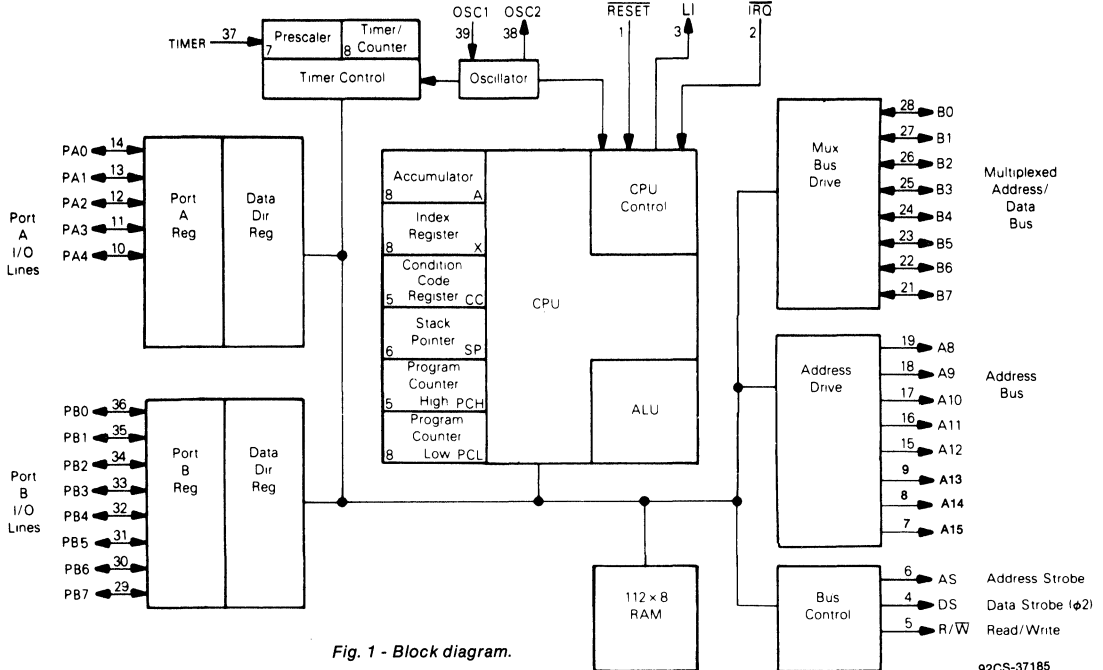 OSC1 OSC2 RESET LI IRQ
39 38 1 3 2
TIMER 37
Prescaler
7
Timer/
Counter
8
Timer Control
Oscillator
Port
A
I/O
Lines
PA0 14
PA1 13
PA2 12
PA3 11
PA4 10
Port
A
Reg
Data
Dir
Reg
Port
B
I/O
Lines
PB0 36
PB1 35
PB2 34
PB3 33
PB4 32
PB5 31
PB6 30
PB7 29
Port
B
Reg
Data
Dir
Reg
Accumulator
8 A
Index
Register
8 X
Condition
Code
5 Register CC
Stack
Pointer
6 SP
Program
Counter
5 High PCH
Program
Counter
8 Low PCL
CPU
CPU
Control
ALU
112 × 8
RAM
Mux
Bus
Drive
28 B0
27 B1
26 B2
25 B3
24 B4
23 B5
22 B6
21 B7
Multiplexed
Address/
Data
Bus
Address
Drive
19 A8
18 A9
17 A10
16 A11
15 A12
9 A13
8 A14
7 A15
Address
Bus
Bus
Control
6 AS Address Strobe
4 DS Data Strobe (ϕ2)
5 R/W̅ Read/Write
Fig. 1 - Block diagram.
92CS-37185